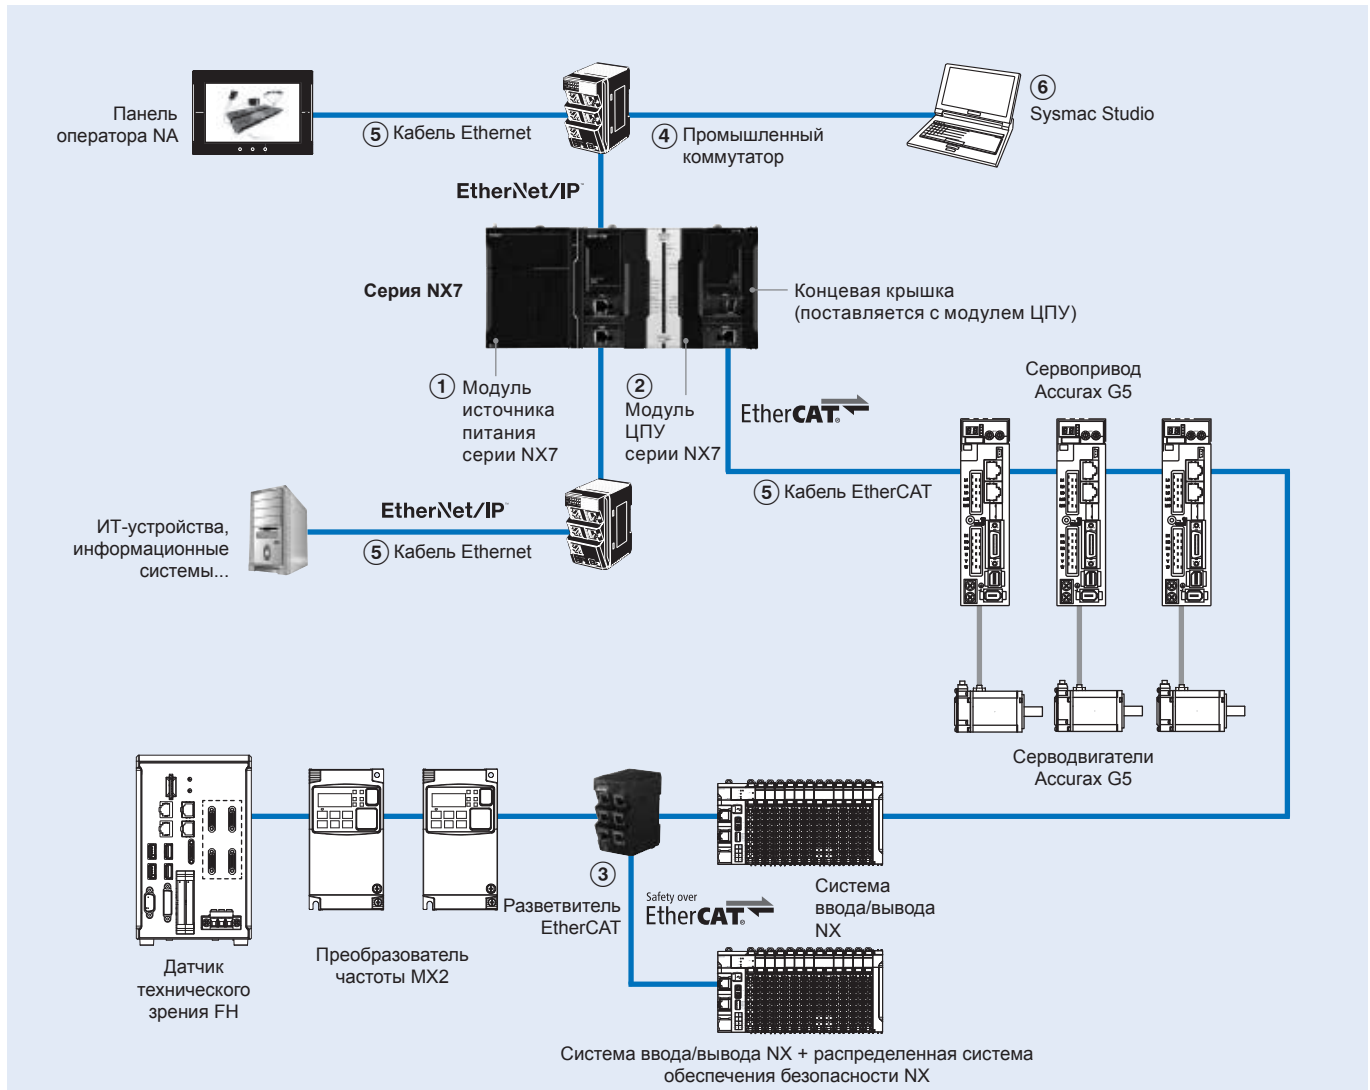 Панель
оператора NA
⑤ Кабель Ethernet
④ Промышленный
коммутатор
⑥
Sysmac Studio
EtherNet/IP™
Серия NX7
Концевая крышка
(поставляется с модулем ЦПУ)
① Модуль
источника
питания
серии NX7
②
Модуль
ЦПУ
серии NX7
EtherCAT®
Сервопривод
Accurax G5
⑤ Кабель EtherCAT
EtherNet/IP™
ИТ-устройства,
информационные
системы...
⑤ Кабель Ethernet
Серводвигатели
Accurax G5
③
Разветвитель
EtherCAT
Safety over
EtherCAT®
Система
ввода/вывода
NX
Преобразователь
частоты MX2
Датчик
технического
зрения FH
Система ввода/вывода NX + распределенная система
обеспечения безопасности NX